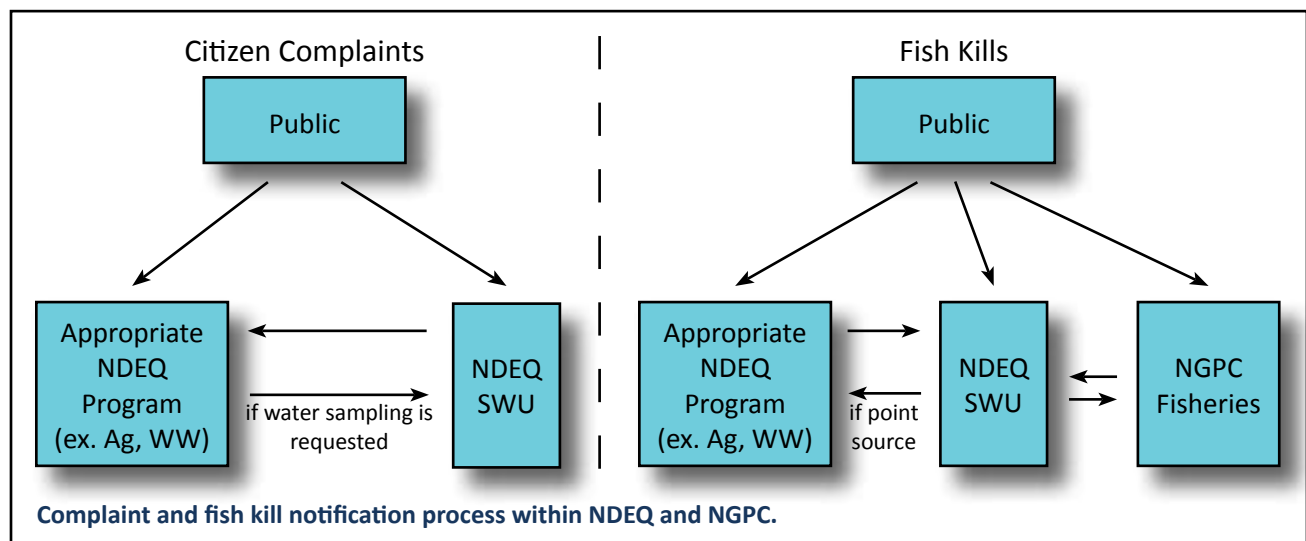 Citizen Complaints
Public
Appropriate
NDEQ
Program
(ex. Ag, WW)
if water sampling is
requested
NDEQ
SWU
Fish Kills
Public
Appropriate
NDEQ
Program
(ex. Ag, WW)
if point
source
NDEQ
SWU
NGPC
Fisheries
Complaint and fish kill notification process within NDEQ and NGPC.